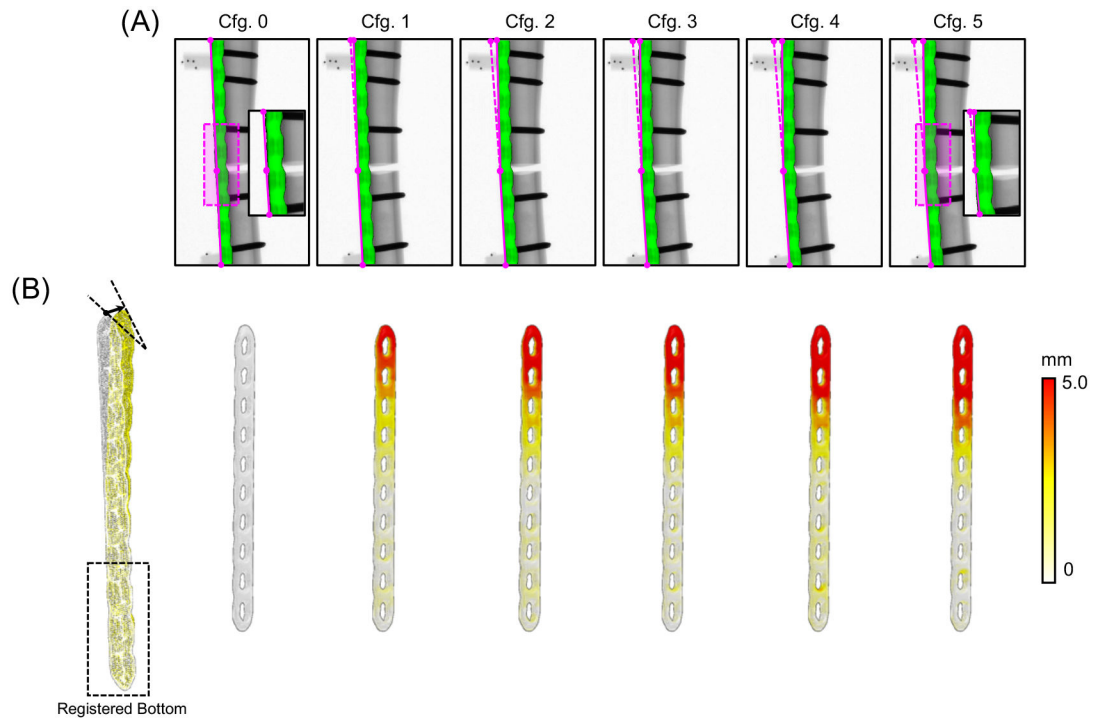 (A)
Cfg. 0
Cfg. 1
Cfg. 2
Cfg. 3
Cfg. 4
Cfg. 5
(B)
mm
5.0
0
Registered Bottom